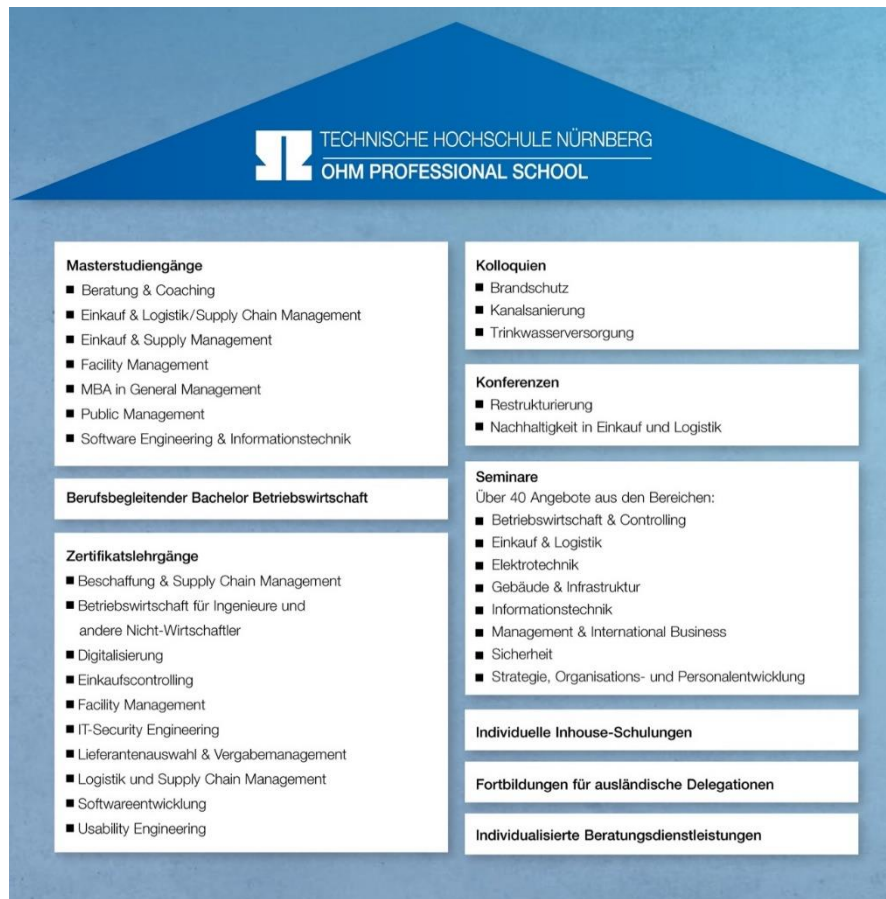 TECHNISCHE HOCHSCHULE NÜRNBERG
OHM PROFESSIONAL SCHOOL
Masterstudiengänge
■ Beratung & Coaching
■ Einkauf & Logistik/Supply Chain Management
■ Einkauf & Supply Management
■ Facility Management
■ MBA in General Management
■ Public Management
■ Software Engineering & Informationstechnik
Berufsbegleitender Bachelor Betriebswirtschaft
Zertifikatslehrgänge
■ Beschaffung & Supply Chain Management
■ Betriebswirtschaft für Ingenieure und
andere Nicht-Wirtschaftler
■ Digitalisierung
■ Einkaufscontrolling
■ Facility Management
■ IT-Security Engineering
■ Lieferantenauswahl & Vergabemanagement
■ Logistik und Supply Chain Management
■ Softwareentwicklung
■ Usability Engineering
Kolloquien
■ Brandschutz
■ Kanalsanierung
■ Trinkwasserversorgung
Konferenzen
■ Restrukturierung
■ Nachhaltigkeit in Einkauf und Logistik
Seminare
Über 40 Angebote aus den Bereichen:
■ Betriebswirtschaft & Controlling
■ Einkauf & Logistik
■ Elektrotechnik
■ Gebäude & Infrastruktur
■ Informationstechnik
■ Management & International Business
■ Sicherheit
■ Strategie, Organisations- und Personalentwicklung
Individuelle Inhouse-Schulungen
Fortbildungen für ausländische Delegationen
Individualisierte Beratungsdienstleistungen